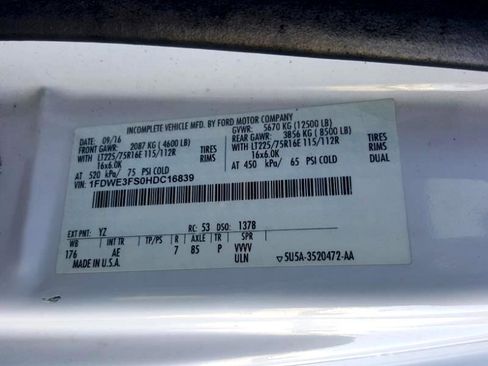 INCOMPLETE VEHICLE MFD. BY FORD MOTOR COMPANY
DATE: 09/16 GVWR: 5670 KG (12500 LB)
FRONT GAWR: 2087 KG (4600 LB) REAR GAWR: 3856 KG (8500 LB)
WITH LT225/75R16E 115/112R TIRES WITH LT225/75R16E 115/112R TIRES
16x6.0K RIMS 16x6.0K RIMS
AT 520 kPa/ 75 PSI COLD AT 450 kPa/ 65 PSI COLD DUAL
VIN: 1FDWE3FS0HDC16839
EXT PNT: YZ RC: 53 DSO: 1378
WB INT TR TP/PS R AXLE TR SPR
176 AE 7 B5 P VVVV
MADE IN U.S.A. ULN 5U5A-3520472-AA